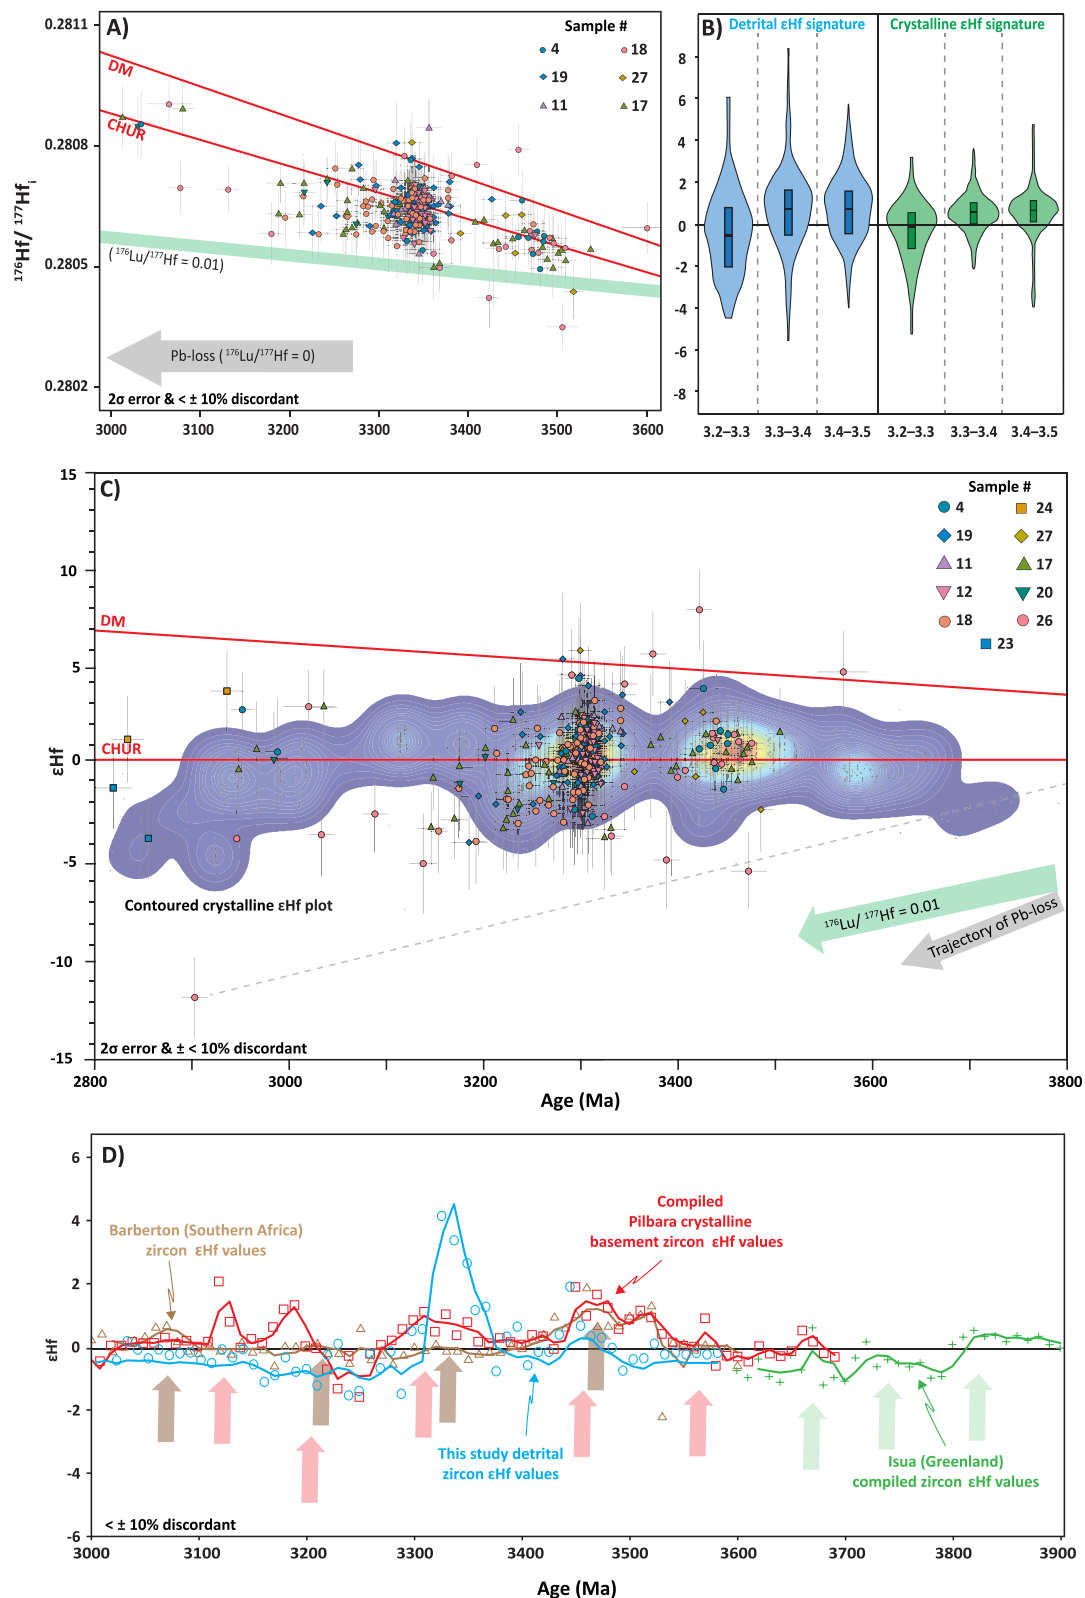 A)
Sample #
4
18
19
27
11
17
0.2811
0.2808
0.2805
0.2802
176Hf/ 177Hfi
DM
CHUR
( 176Lu/177Hf = 0.01)
Pb-loss ( 176Lu/177Hf = 0)
2σ error & < ± 10% discordant
3000 3100 3200 3300 3400 3500 3600
B)
Detrital εHf signature
Crystalline εHf signature
8
6
4
2
0
-2
-4
-6
-8
3.2–3.3 3.3–3.4 3.4–3.5 3.2–3.3 3.3–3.4 3.4–3.5
C)
Sample #
4
24
19
27
11
17
12
20
18
26
23
15
10
5
0
-5
-10
-15
εHf
DM
CHUR
Contoured crystalline εHf plot
176Lu/ 177Hf = 0.01
Trajectory of Pb-loss
2σ error & ± < 10% discordant
2800 3000 3200 3400 3600 3800
Age (Ma)
D)
6
4
2
0
-2
-4
-6
εHf
Barberton (Southern Africa)
zircon εHf values
Compiled
Pilbara crystalline
basement zircon εHf values
This study detrital
zircon εHf values
Isua (Greenland)
compiled zircon εHf values
< ± 10% discordant
3000 3100 3200 3300 3400 3500 3600 3700 3800 3900
Age (Ma)